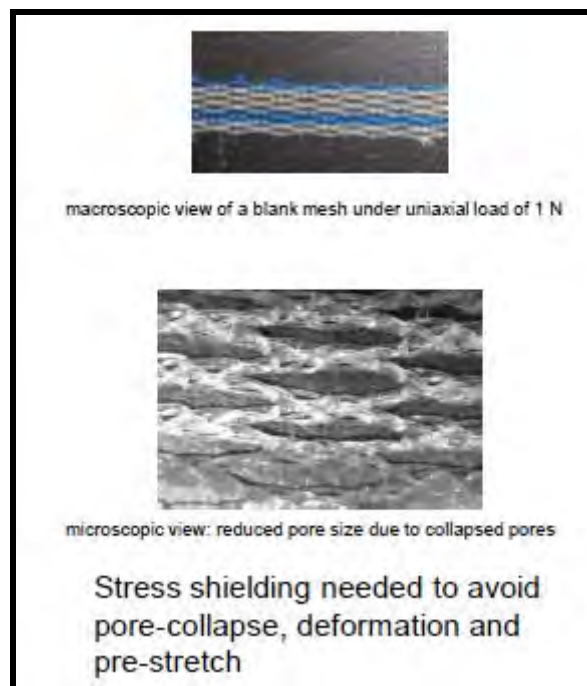 macroscopic view of a blank mesh under uniaxial load of 1 N
microscopic view: reduced pore size due to collapsed pores
Stress shielding needed to avoid
pore-collapse, deformation and
pre-stretch